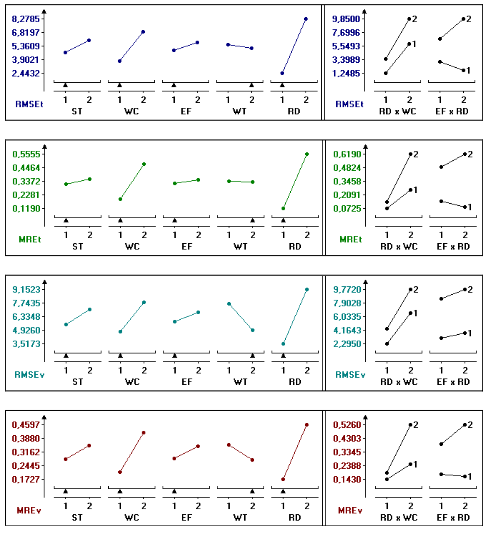 8,2785 9,8500 2
6,8197 7,6996
5,3609 5,5493 1
3,9021 3,3989
2,4432 1,2485 1
RMSEt 1 2 1 2 1 2 1 2 1 2 RMSEt 1 2 1 2
ST WC EF WT RD RD x WC EF x RD
0,5555 0,6190 2
0,4464 0,4824
0,3372 0,3458
0,2281 0,2091 1
0,1190 0,0725 1
MREt 1 2 1 2 1 2 1 2 1 2 MREt 1 2 1 2
ST WC EF WT RD RD x WC EF x RD
9,1523 9,7720 2 2
7,7435 7,9028
6,3348 6,0335 1
4,9260 4,1643 1
3,5173 2,2950
RMSEv 1 2 1 2 1 2 1 2 1 2 RMSEv 1 2 1 2
ST WC EF WT RD RD x WC EF x RD
0,4597 0,5260 2 2
0,3880 0,4303
0,3162 0,3345
0,2445 0,2388 1
0,1727 0,1430 1
MREv 1 2 1 2 1 2 1 2 1 2 MREv 1 2 1 2
ST WC EF WT RD RD x WC EF x RD